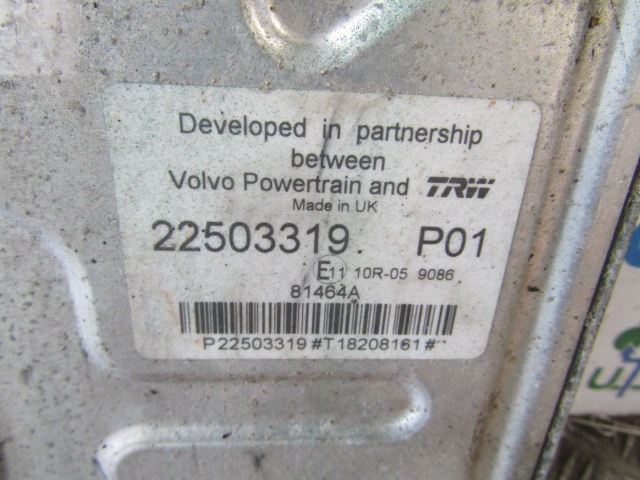 Developed in partnership
between
Volvo Powertrain and TRW
Made in UK
22503319. P01
E11 10R-05 9086
81464A
P22503319#T18208161#